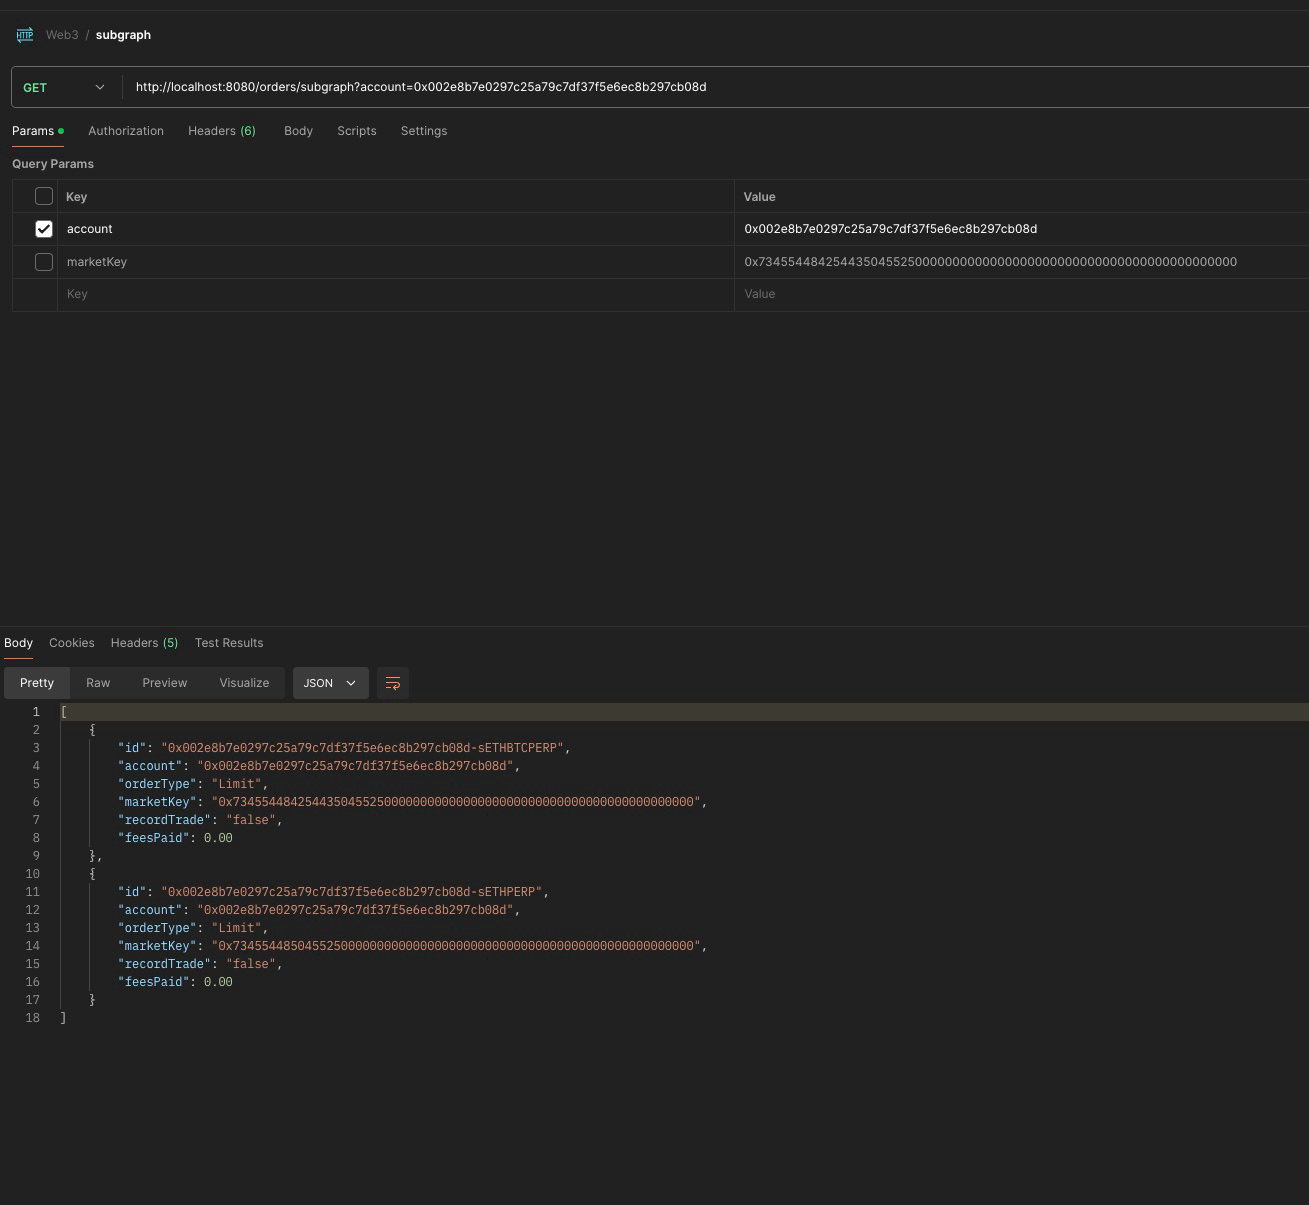 HTTP Web3 / subgraph
GET http://localhost:8080/orders/subgraph?account=0x002e8b7e0297c25a79c7df37f5e6ec8b297cb08d
Params Authorization Headers (6) Body Scripts Settings
Query Params
Key Value
account 0x002e8b7e0297c25a79c7df37f5e6ec8b297cb08d
marketKey 0x7345544842544350455250000000000000000000000000000000000000000000
Key Value
Body Cookies Headers (5) Test Results
Pretty Raw Preview Visualize JSON
1 [
2 {
3 "id": "0x002e8b7e0297c25a79c7df37f5e6ec8b297cb08d-sETHBTCPERP",
4 "account": "0x002e8b7e0297c25a79c7df37f5e6ec8b297cb08d",
5 "orderType": "Limit",
6 "marketKey": "0x7345544842544350455250000000000000000000000000000000000000000000",
7 "recordTrade": "false",
8 "feesPaid": 0.00
9 },
10 {
11 "id": "0x002e8b7e0297c25a79c7df37f5e6ec8b297cb08d-sETHPERP",
12 "account": "0x002e8b7e0297c25a79c7df37f5e6ec8b297cb08d",
13 "orderType": "Limit",
14 "marketKey": "0x7345544850455250000000000000000000000000000000000000000000000000",
15 "recordTrade": "false",
16 "feesPaid": 0.00
17 }
18 ]